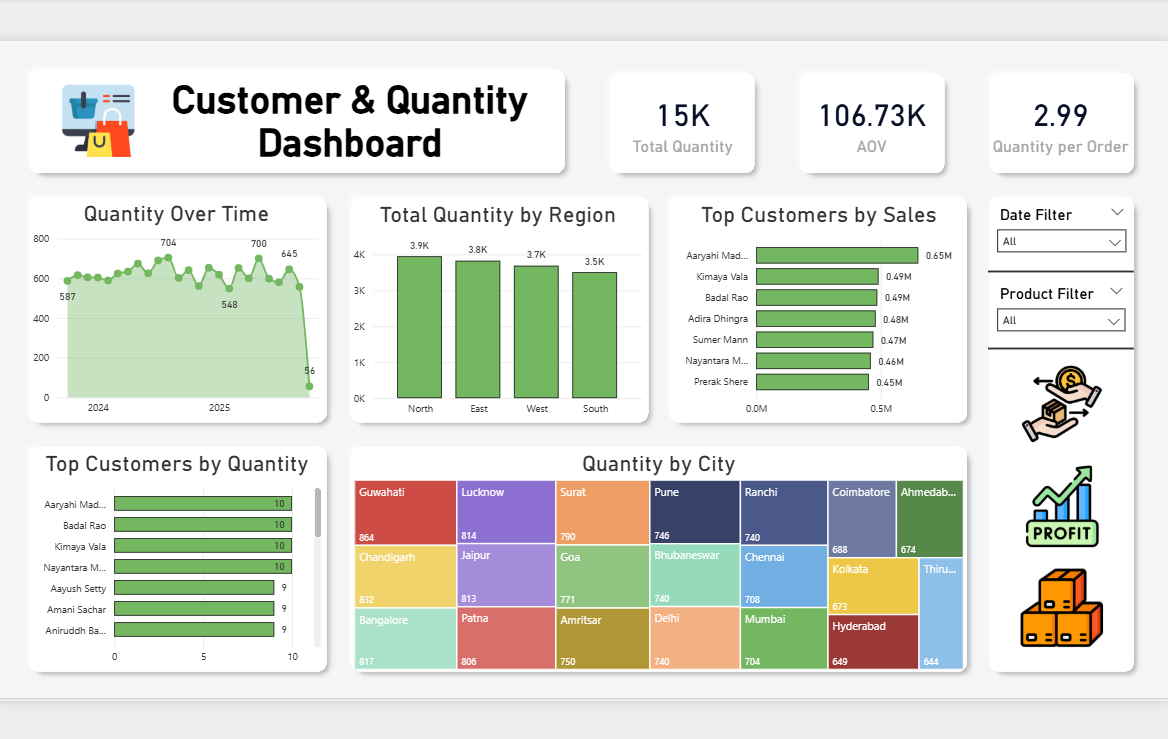 Customer & Quantity
Dashboard
15K
Total Quantity
106.73K
AOV
2.99
Quantity per Order
Quantity Over Time
800
600
400
200
0
587
704
548
700
645
56
2024
2025
Total Quantity by Region
4K
3K
2K
1K
0K
3.9K
3.8K
3.7K
3.5K
North
East
West
South
Top Customers by Sales
Aaryahi Mad...
0.65M
Kimaya Vala
0.49M
Badal Rao
0.49M
Adira Dhingra
0.48M
Sumer Mann
0.47M
Nayantara M...
0.46M
Prerak Shere
0.45M
0.0M
0.5M
Date Filter
All
Product Filter
All
PROFIT
Top Customers by Quantity
Aaryahi Mad...
10
Badal Rao
10
Kimaya Vala
10
Nayantara M...
10
Aayush Setty
9
Amani Sachar
9
Aniruddh Ba...
9
0
5
10
Quantity by City
Guwahati
864
Chandigarh
832
Bangalore
817
Lucknow
814
Jaipur
813
Patna
806
Surat
790
Goa
771
Amritsar
750
Pune
746
Bhubaneswar
740
Delhi
740
Ranchi
740
Chennai
708
Mumbai
704
Coimbatore
688
Ahmedab...
674
Kolkata
673
Hyderabad
649
Thiru...
644